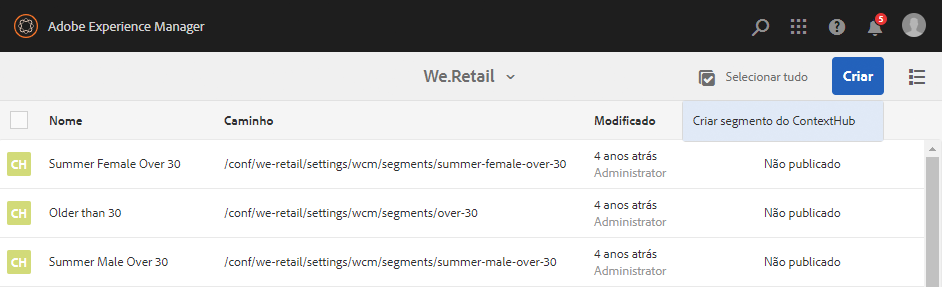 Adobe Experience Manager
5
We.Retail
Selecionar tudo
Criar
Nome Caminho Modificado Criar segmento do ContextHub
CH Summer Female Over 30 /conf/we-retail/settings/wcm/segments/summer-female-over-30 4 anos atrás Não publicado
Administrator
CH Older than 30 /conf/we-retail/settings/wcm/segments/over-30 4 anos atrás Não publicado
Administrator
CH Summer Male Over 30 /conf/we-retail/settings/wcm/segments/summer-male-over-30 4 anos atrás Não publicado
Administrator